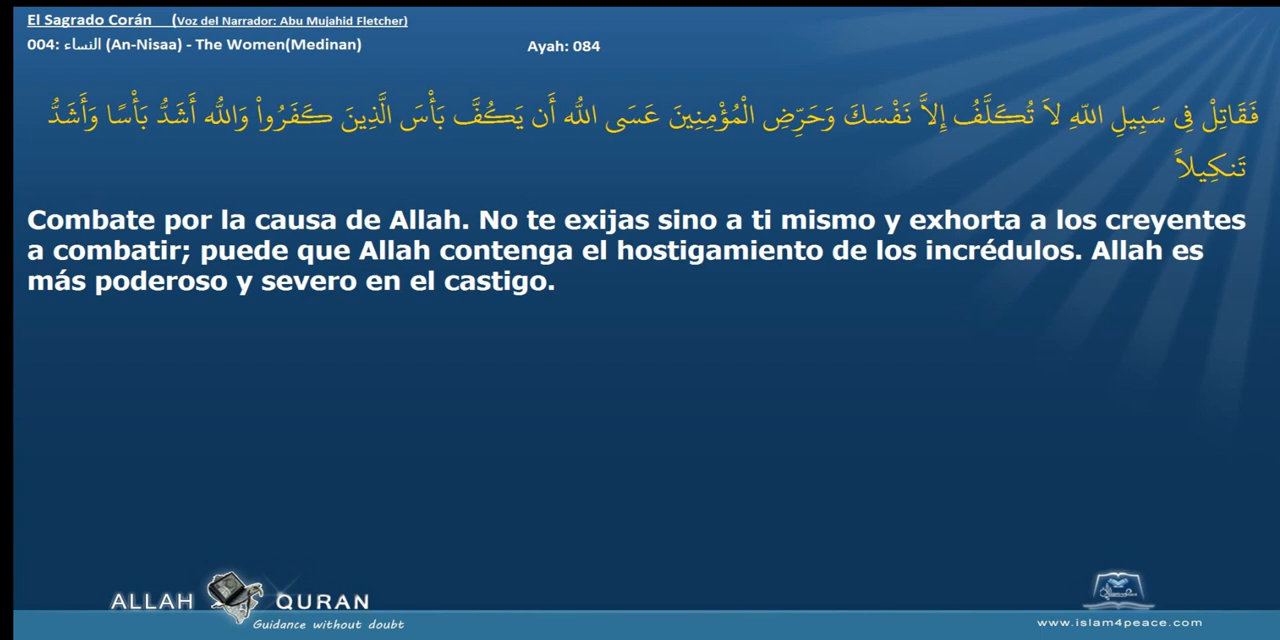 El Sagrado Corán (Voz del Narrador: Abu Mujahid Fletcher)
004: النساء (An-Nisaa) - The Women(Medinan) Ayah: 084
فَقَاتِلْ فِي سَبِيلِ اللّهِ لاَ تُكَلَّفُ إِلاَّ نَفْسَكَ وَحَرِّضِ الْمُؤْمِنِينَ عَسَى اللّهُ أَن يَكُفَّ بَأْسَ الَّذِينَ كَفَرُواْ وَاللّهُ أَشَدُّ بَأْسًا وَأَشَدُّ
تَنكِيلاً
Combate por la causa de Allah. No te exijas sino a ti mismo y exhorta a los creyentes
a combatir; puede que Allah contenga el hostigamiento de los incrédulos. Allah es
más poderoso y severo en el castigo.
ALLAH QURAN
Guidance without doubt
www.islam4peace.com